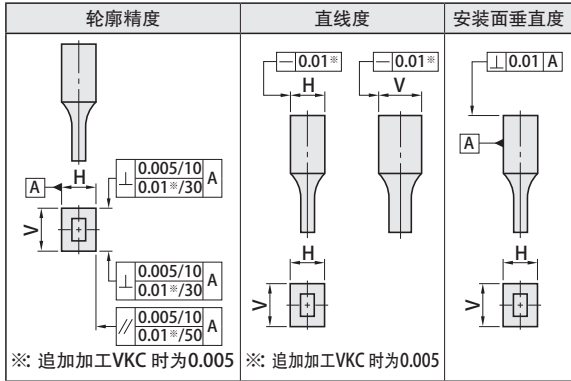 轮廓精度
直线度
安装面垂直度
H
A
V
⊥ 0.005/10 A
0.01※/30
⊥ 0.005/10 A
0.01※/30
// 0.005/10 A
0.01※/50
※: 追加加工VKC 时为0.005
— 0.01※
H
— 0.01※
V
H
V
※: 追加加工VKC 时为0.005
⊥ 0.01 A
A
H
V